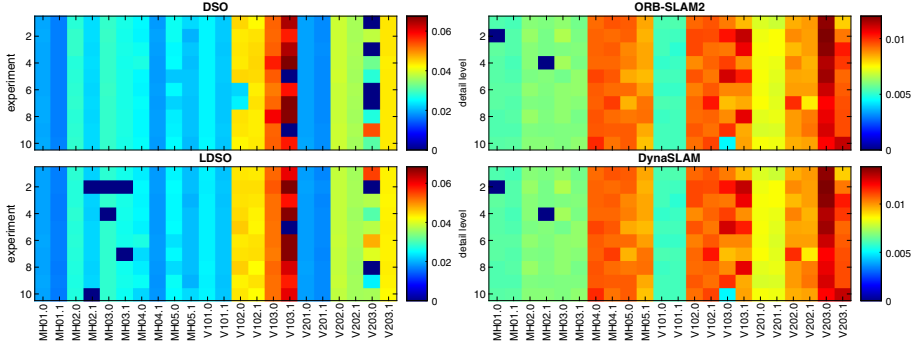 DSO
experiment
2
4
6
8
10
0.06
0.04
0.02
0
ORB-SLAM2
detail level
2
4
6
8
10
0.01
0.005
0
LDSO
experiment
2
4
6
8
10
0.06
0.04
0.02
0
MH01.0
MH01.1
MH22.0
MH22.1
MH03.0
MH03.1
MH04.0
MH04.1
MH05.0
MH05.1
V101.0
V101.1
V102.0
V102.1
V103.0
V103.1
V201.0
V201.1
V202.0
V202.1
V203.0
V203.1
DynaSLAM
detail level
2
4
6
8
10
0.01
0.005
0
MH01.0
MH01.1
MH22.0
MH22.1
MH03.0
MH03.1
MH04.0
MH04.1
MH05.0
MH05.1
V101.0
V101.1
V102.0
V102.1
V103.0
V103.1
V201.0
V201.1
V202.0
V202.1
V203.0
V203.1